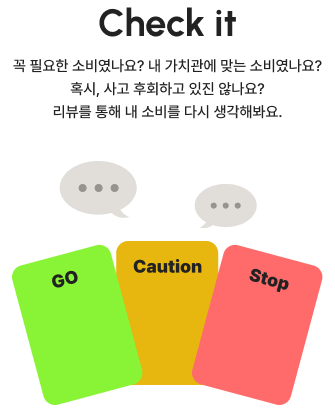 Check it
꼭 필요한 소비였나요? 내 가치관에 맞는 소비였나요?
혹시, 사고 후회하고 있진 않나요?
리뷰를 통해 내 소비를 다시 생각해봐요.
GO
Caution
Stop